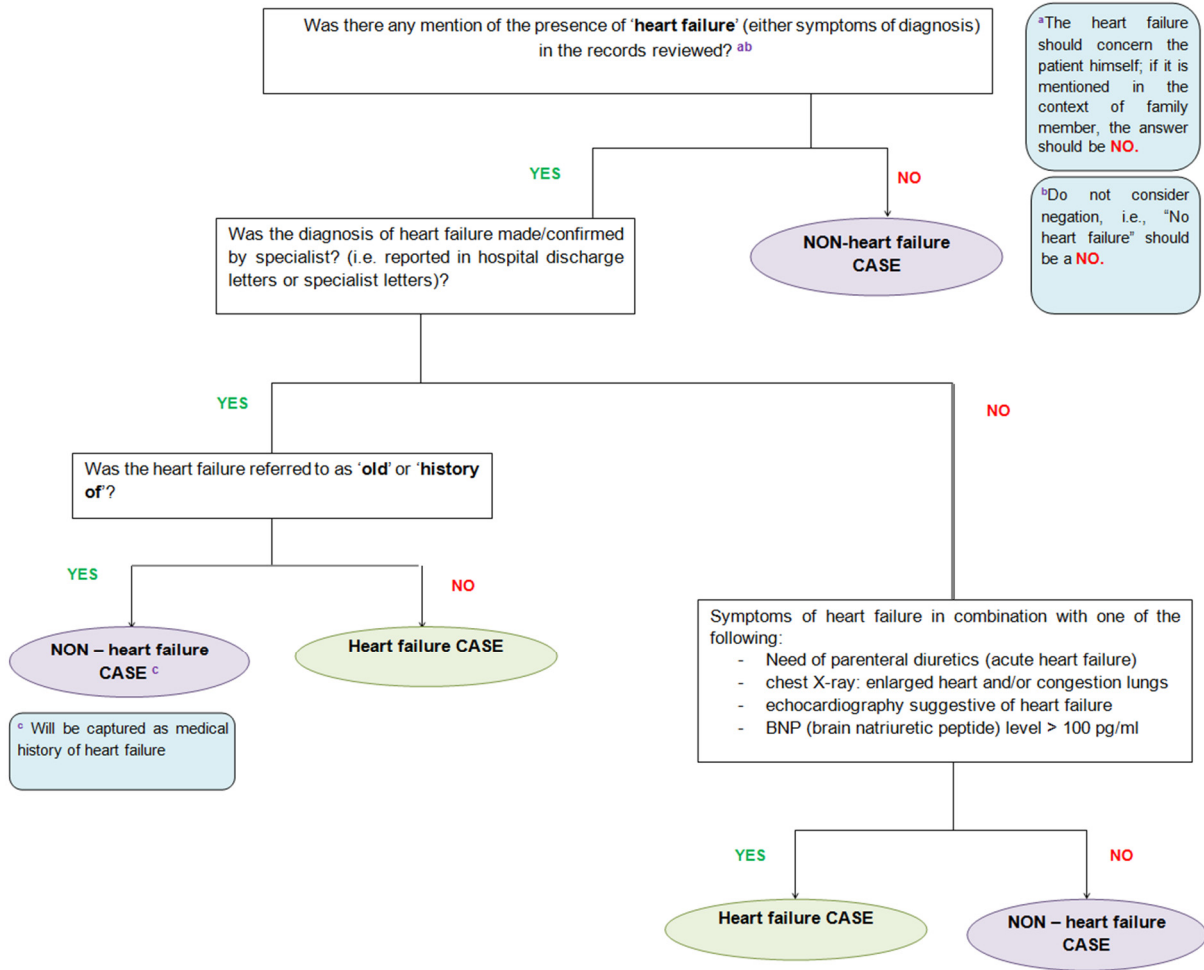 Was there any mention of the presence of ‘heart failure’ (either symptoms of diagnosis)
in the records reviewed? ab
aThe heart failure
should concern the
patient himself; if it is
mentioned in the
context of family
member, the answer
should be NO.
bDo not consider
negation, i.e., “No
heart failure” should
be a NO.
YES
NO
NON-heart failure
CASE
Was the diagnosis of heart failure made/confirmed
by specialist? (i.e. reported in hospital discharge
letters or specialist letters)?
YES
NO
Was the heart failure referred to as ‘old’ or ‘history
of’?
YES
NO
NON – heart failure
CASE c
Heart failure CASE
c Will be captured as medical
history of heart failure
Symptoms of heart failure in combination with one of the
following:
- Need of parenteral diuretics (acute heart failure)
- chest X-ray: enlarged heart and/or congestion lungs
- echocardiography suggestive of heart failure
- BNP (brain natriuretic peptide) level > 100 pg/ml
YES
NO
Heart failure CASE
NON – heart failure
CASE